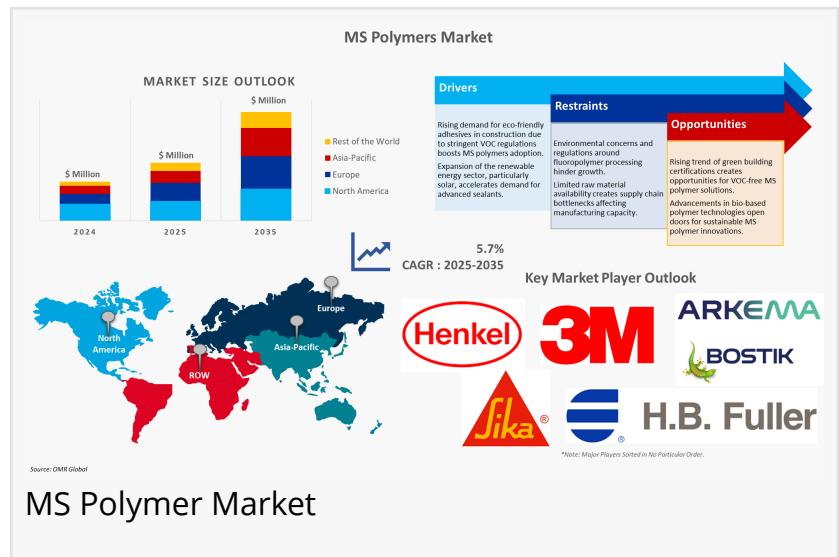 MS Polymers Market
MARKET SIZE OUTLOOK
$ Million
$ Million
$ Million
2024
2025
2035
Rest of the World
Asia-Pacific
Europe
North America
Drivers
Rising demand for eco-friendly
adhesives in construction due
to stringent VOC regulations
boosts MS polymers adoption.
Expansion of the renewable
energy sector, particularly
solar, accelerates demand for
advanced sealants.
Restraints
Environmental concerns and
regulations around
fluoropolymer processing
hinder growth.
Limited raw material
availability creates supply chain
bottlenecks affecting
manufacturing capacity.
Opportunities
Rising trend of green building
certifications creates
opportunities for VOC-free MS
polymer solutions.
Advancements in bio-based
polymer technologies open
doors for sustainable MS
polymer innovations.
5.7%
CAGR : 2025-2035
North
America
Europe
Asia-Pacific
ROW
Key Market Player Outlook
Henkel
3M
ARKEMA
BOSTIK
Sika
®
®
H.B. Fuller
*Note: Major Players Sorted in No Particular Order.
Source: OMR Global
MS Polymer Market